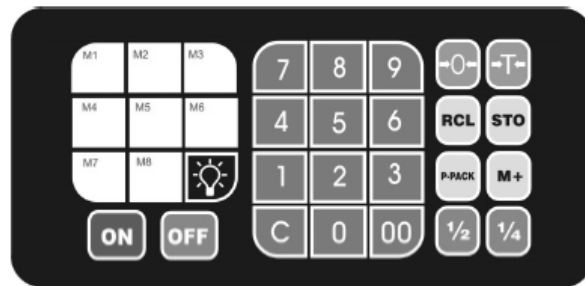 M1 M2 M3 7 8 9 →0← →T←
M4 M5 M6 4 5 6 RCL STO
M7 M8 1 2 3 P-PACK M+
ON OFF C 0 00 ½ ¼